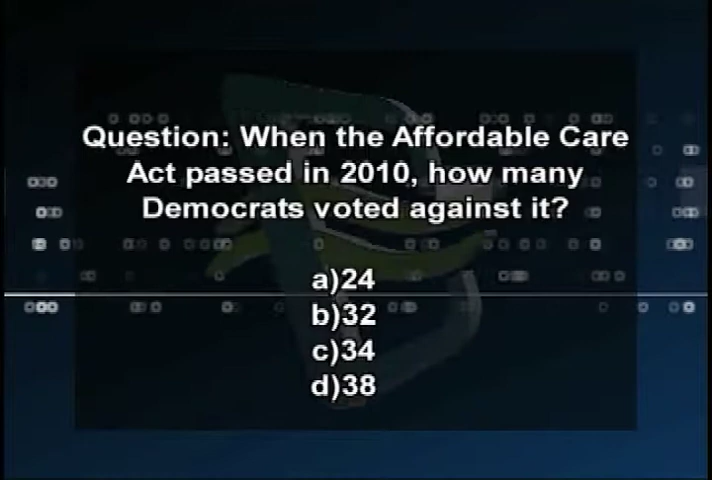 Question: When the Affordable Care
Act passed in 2010, how many
Democrats voted against it?
a)24
b)32
c)34
d)38